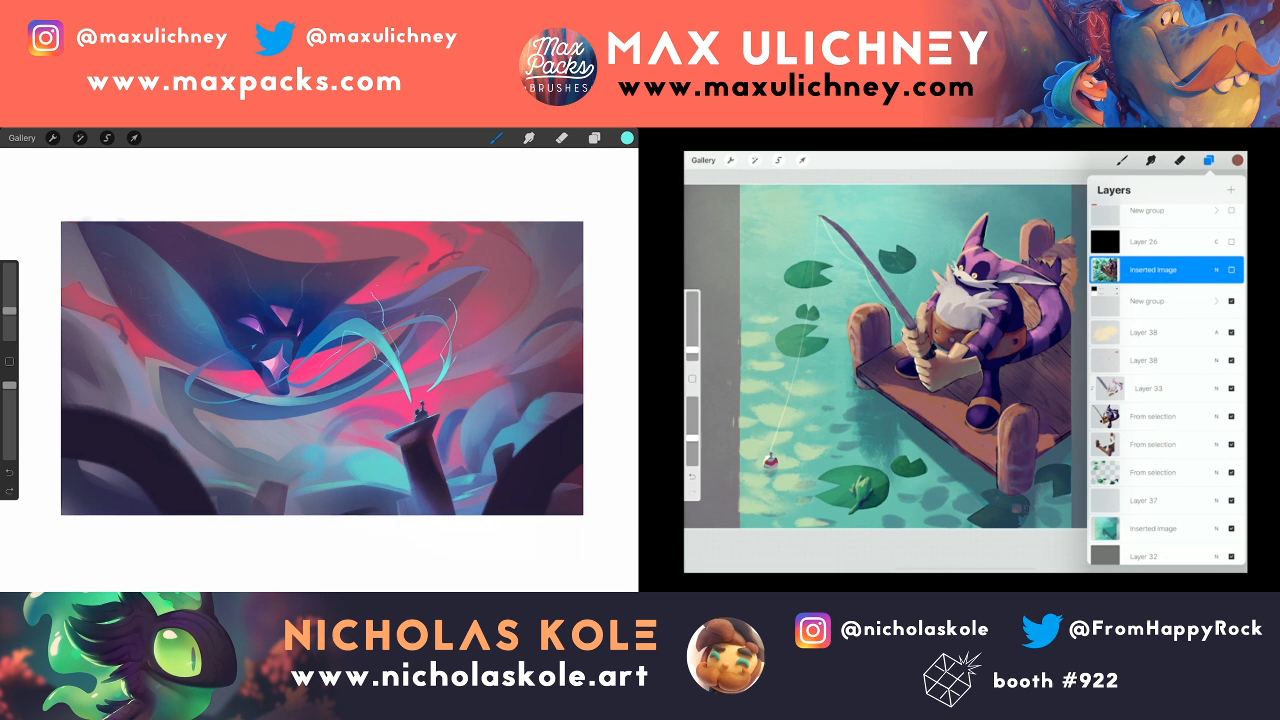 @maxulichney
@maxulichney
www.maxpacks.com
Max
Packs
BRUSHES
MAX ULICHNEY
www.maxulichney.com
Gallery
Gallery
Layers
New group
Layer 26 C
Inserted Image N
New group
Layer 38 A
Layer 38 N
Layer 33 N
From selection N
From selection N
From selection N
Layer 37 N
Inserted Image N
Layer 32 N
NICHOLAS KOLE
www.nicholaskole.art
@nicholaskole
@FromHappyRock
booth #922